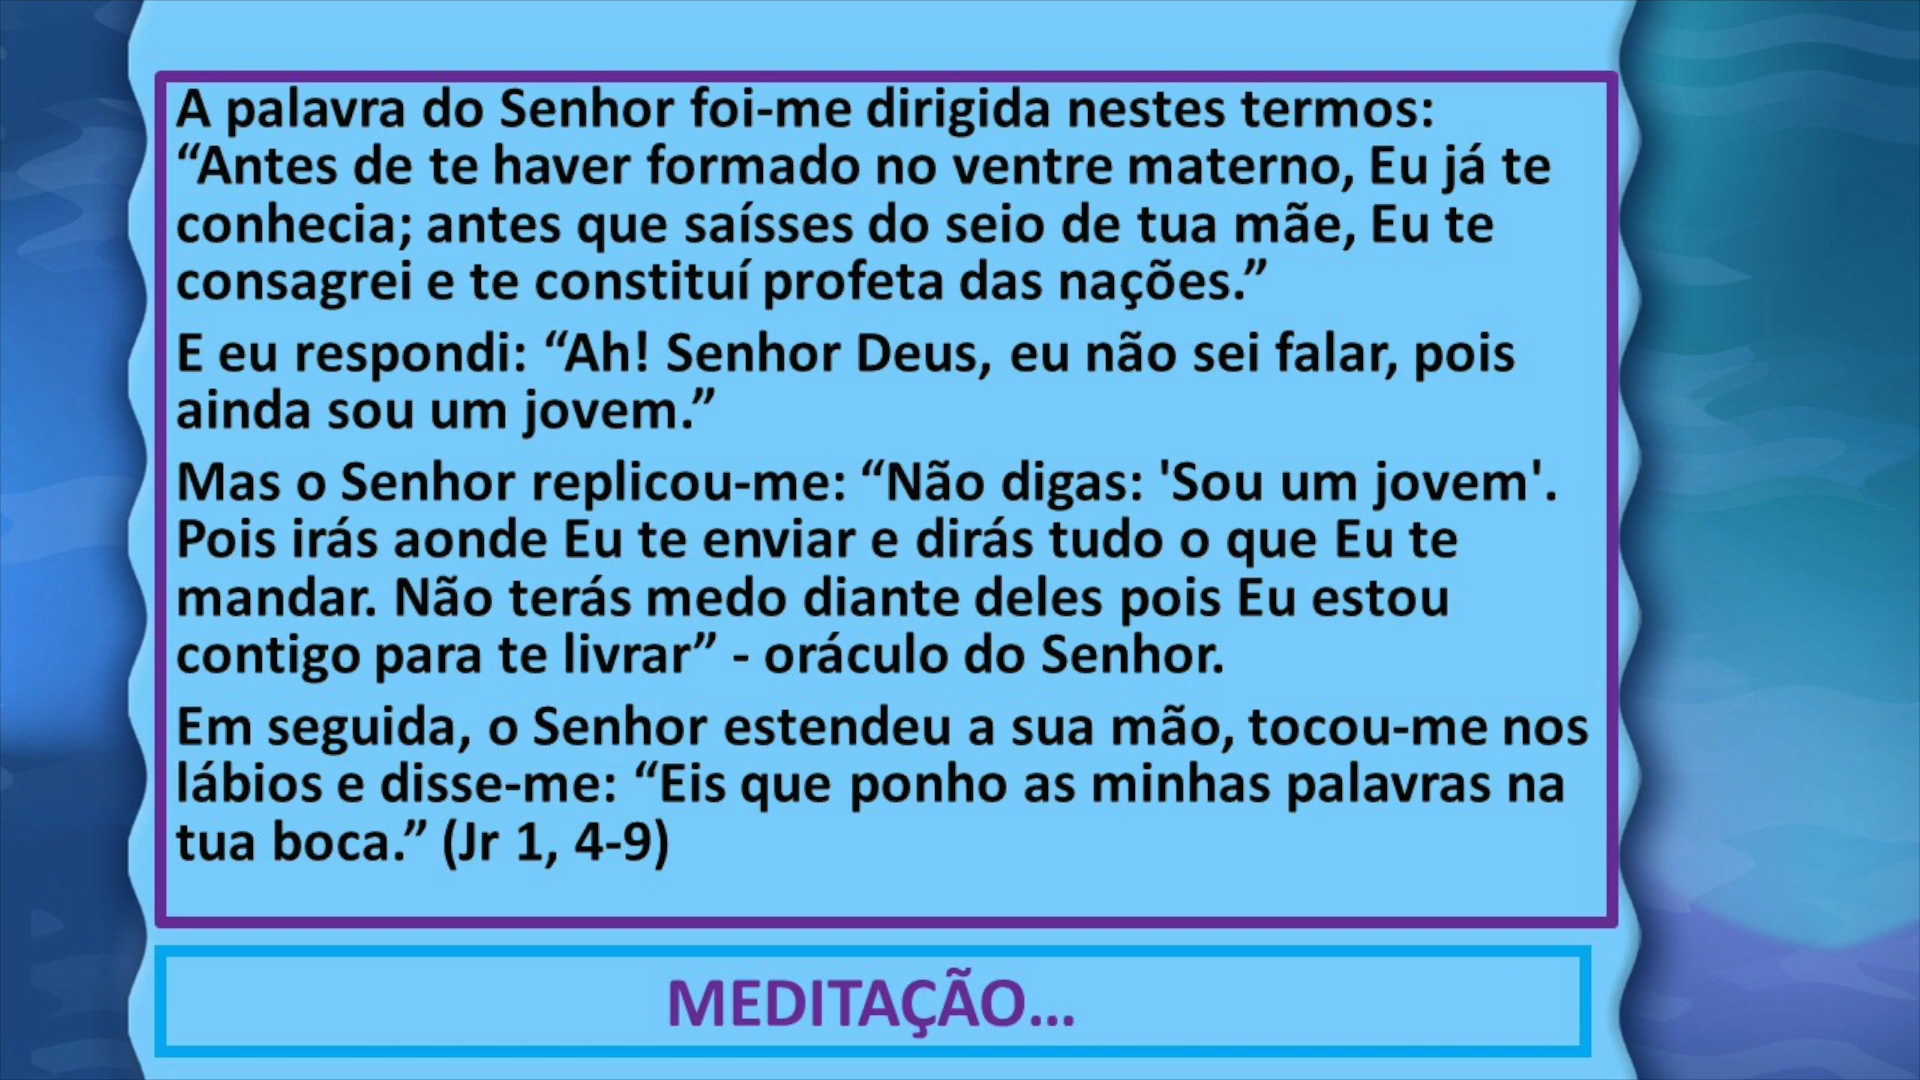 A palavra do Senhor foi-me dirigida nestes termos:
“Antes de te haver formado no ventre materno, Eu já te
conhecia; antes que saísses do seio de tua mãe, Eu te
consagrei e te constituí profeta das nações.”
E eu respondi: “Ah! Senhor Deus, eu não sei falar, pois
ainda sou um jovem.”
Mas o Senhor replicou-me: “Não digas: 'Sou um jovem'.
Pois irás aonde Eu te enviar e dirás tudo o que Eu te
mandar. Não terás medo diante deles pois Eu estou
contigo para te livrar” - oráculo do Senhor.
Em seguida, o Senhor estendeu a sua mão, tocou-me nos
lábios e disse-me: “Eis que ponho as minhas palavras na
tua boca.” (Jr 1, 4-9)
MEDITAÇÃO...